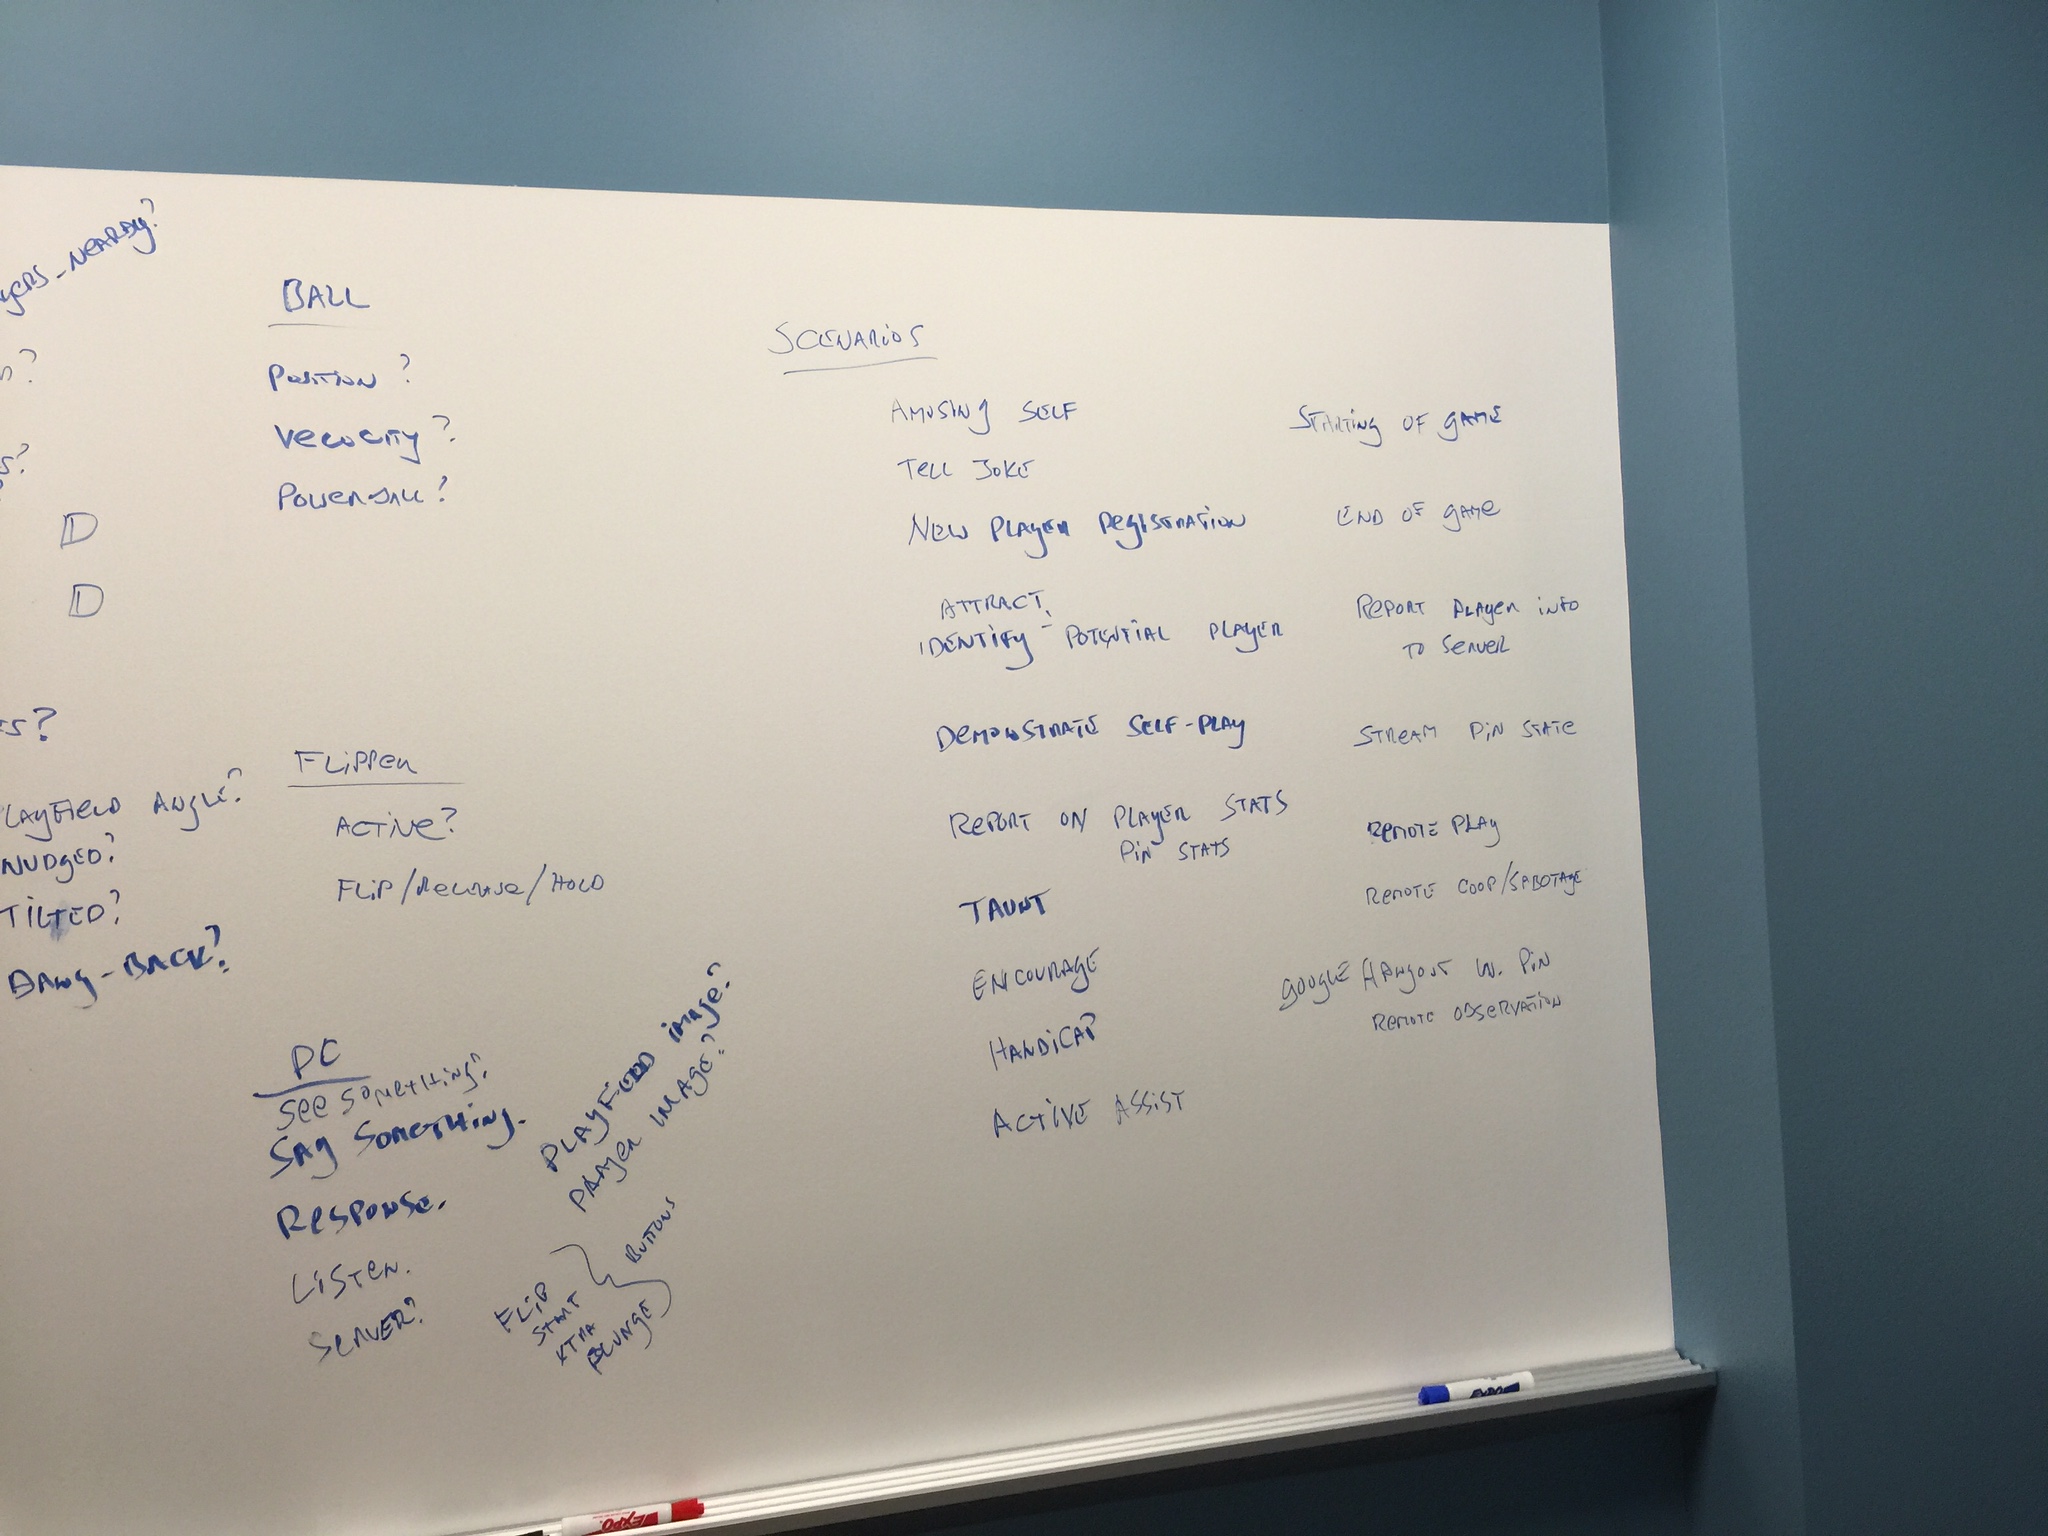 YERS_NEARBY?
D
D
LAYFIELD ANGLE?
NUDGED?
TILTED?
DANG-BACK?
BALL
POSITION?
VELOCITY?
POWERBALL?
FLIPPER
ACTIVE?
FLIP/RELEASE/HOLD
PC
SEE SOMETHING?
SAY SOMETHING.
RESPONSE.
LISTEN.
SERVER?
PLAYFIELD IMAGE?
PLAYER IMAGE?
BUTTONS
FLIP
START
XTRA
PLUNGE
SCENARIOS
AMUSING SELF
TELL JOKE
NEW PLAYER REGISTRATION
ATTRACT,
IDENTIFY POTENTIAL PLAYER
DEMONSTRATE SELF-PLAY
REPORT ON PLAYER STATS
PIN STATS
TAUNT
ENCOURAGE
HANDICAP
ACTIVE ASSIST
STARTING OF GAME
END OF GAME
REPORT PLAYER INFO
TO SERVER
STREAM PIN STATE
REMOTE PLAY
REMOTE COOP/SABOTAGE
GOOGLE HANGOUT W. PIN
REMOTE OBSERVATION
EXPO
EXPO